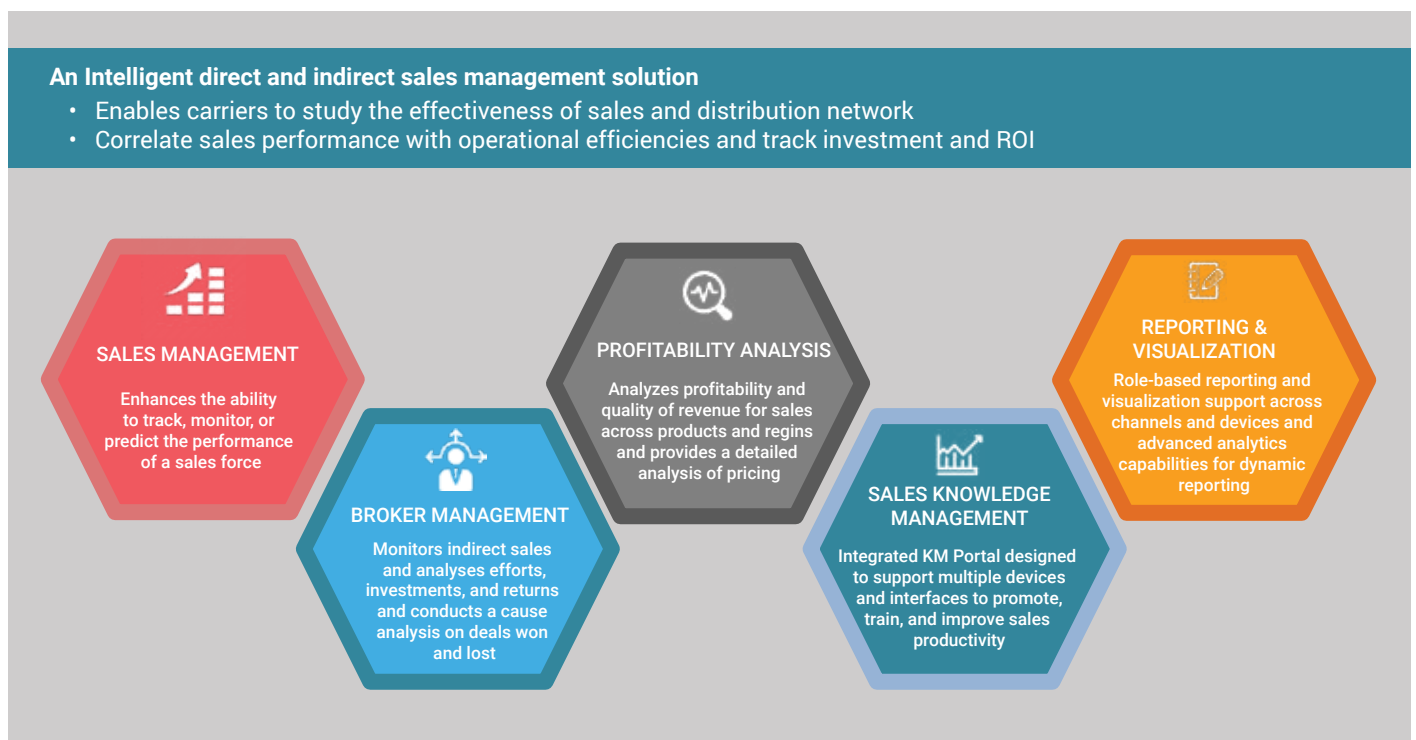 An Intelligent direct and indirect sales management solution
• Enables carriers to study the effectiveness of sales and distribution network
• Correlate sales performance with operational efficiencies and track investment and ROI
SALES MANAGEMENT
Enhances the ability
to track, monitor, or
predict the performance
of a sales force
BROKER MANAGEMENT
Monitors indirect sales
and analyses efforts,
investments, and returns
and conducts a cause
analysis on deals won
and lost
PROFITABILITY ANALYSIS
Analyzes profitability and
quality of revenue for sales
across products and regins
and provides a detailed
analysis of pricing
SALES KNOWLEDGE
MANAGEMENT
Integrated KM Portal designed
to support multiple devices
and interfaces to promote,
train, and improve sales
productivity
REPORTING &
VISUALIZATION
Role-based reporting and
visualization support across
channels and devices and
advanced analytics
capabilities for dynamic
reporting